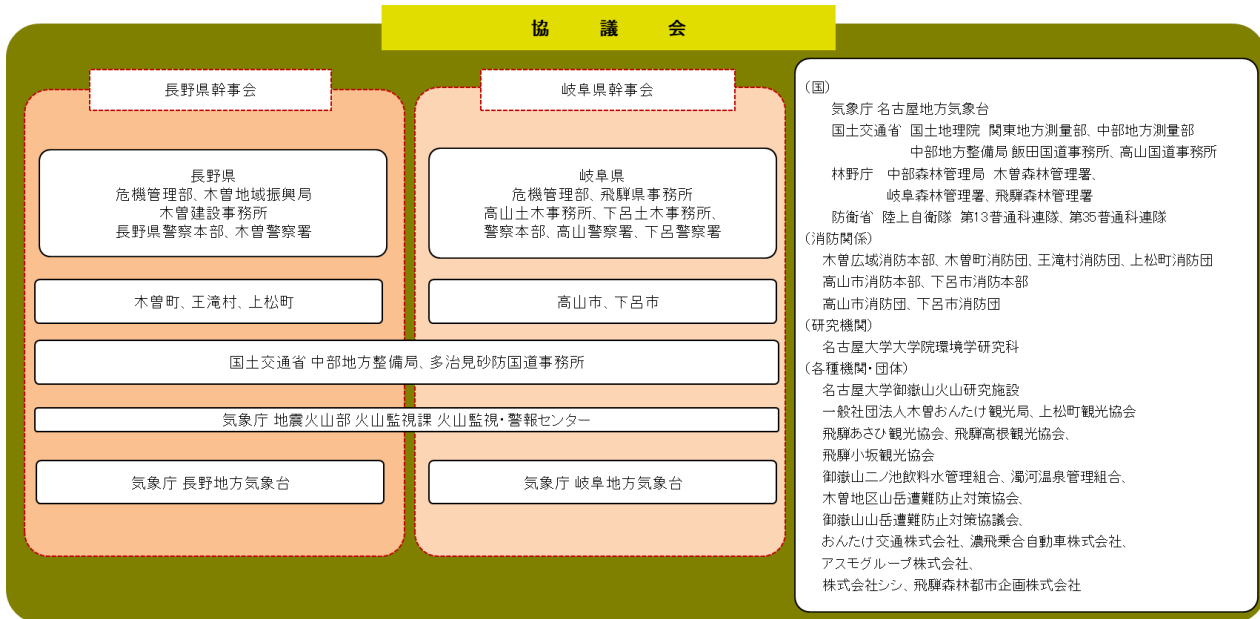 協 議 会
長野県幹事会
長野県
危機管理部、木曽地域振興局
木曽建設事務所
長野県警察本部、木曽警察署
木曽町、王滝村、上松町
岐阜県幹事会
岐阜県
危機管理部、飛騨県事務所
高山土木事務所、下呂土木事務所、
警察本部、高山警察署、下呂警察署
高山市、下呂市
国土交通省 中部地方整備局、多治見砂防国道事務所
気象庁 地震火山部 火山監視課 火山監視・警報センター
気象庁 長野地方気象台
気象庁 岐阜地方気象台
(国)
気象庁 名古屋地方気象台
国土交通省 国土地理院 関東地方測量部、中部地方測量部
中部地方整備局 飯田国道事務所、高山国道事務所
林野庁 中部森林管理局 木曽森林管理署、
岐阜森林管理署、飛騨森林管理署
防衛省 陸上自衛隊 第13普通科連隊、第35普通科連隊
(消防関係)
木曽広域消防本部、木曽町消防団、王滝村消防団、上松町消防団
高山市消防本部、下呂市消防本部
高山市消防団、下呂市消防団
(研究機関)
名古屋大学大学院環境学研究科
(各種機関・団体)
名古屋大学御嶽山火山研究施設
一般社団法人木曽おんたけ観光局、上松町観光協会
飛騨あさひ観光協会、飛騨高根観光協会、
飛騨小坂観光協会
御嶽山二ノ池飲料水管理組合、濁河温泉管理組合、
木曽地区山岳遭難防止対策協会、
御嶽山山岳遭難防止対策協議会、
おんたけ交通株式会社、濃飛乗合自動車株式会社、
アスモグループ株式会社、
株式会社シシ、飛騨森林都市企画株式会社